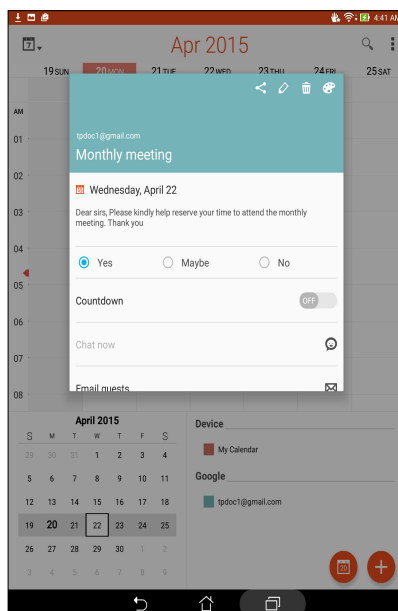 4:41 AM
7
Apr 2015
19 SUN 20 MON 21 TUE 22 WED 23 THU 24 FRI 25 SAT
AM
01
02
03
04
05
06
07
08
tpdoc1@gmail.com
Monthly meeting
Wednesday, April 22
Dear sirs, Please kindly help reserve your time to attend the monthly
meeting. Thank you
Yes Maybe No
Countdown OFF
Chat now
Email guests
April 2015
S M T W T F S
29 30 31 1 2 3 4
5 6 7 8 9 10 11
12 13 14 15 16 17 18
19 20 21 22 23 24 25
26 27 28 29 30 1 2
3 4 5 6 7 8 9
Device
My Calendar
Google
tpdoc1@gmail.com
20